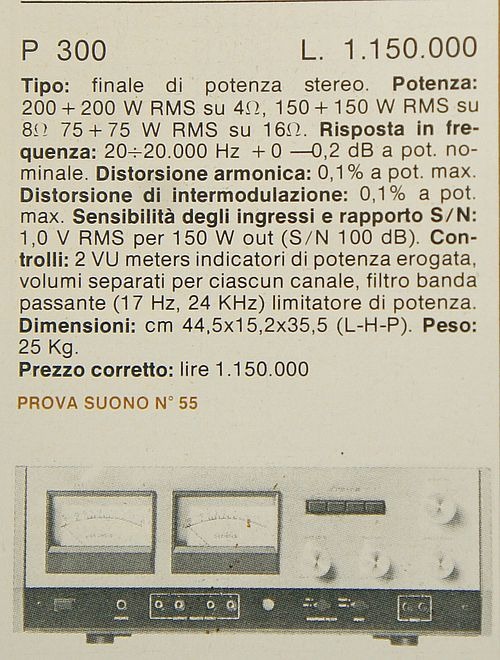 P 300 L. 1.150.000
Tipo: finale di potenza stereo. Potenza:
200 + 200 W RMS su 4Ω, 150 + 150 W RMS su
8Ω 75 + 75 W RMS su 16Ω. Risposta in fre-
quenza: 20÷20.000 Hz +0 —0,2 dB a pot. no-
minale. Distorsione armonica: 0,1% a pot. max.
Distorsione di intermodulazione: 0,1% a pot.
max. Sensibilità degli ingressi e rapporto S/N:
1,0 V RMS per 150 W out (S/N 100 dB). Con-
trolli: 2 VU meters indicatori di potenza erogata,
volumi separati per ciascun canale, filtro banda
passante (17 Hz, 24 KHz) limitatore di potenza.
Dimensioni: cm 44,5x15,2x35,5 (L-H-P). Peso:
25 Kg.
Prezzo corretto: lire 1.150.000
PROVA SUONO N° 55